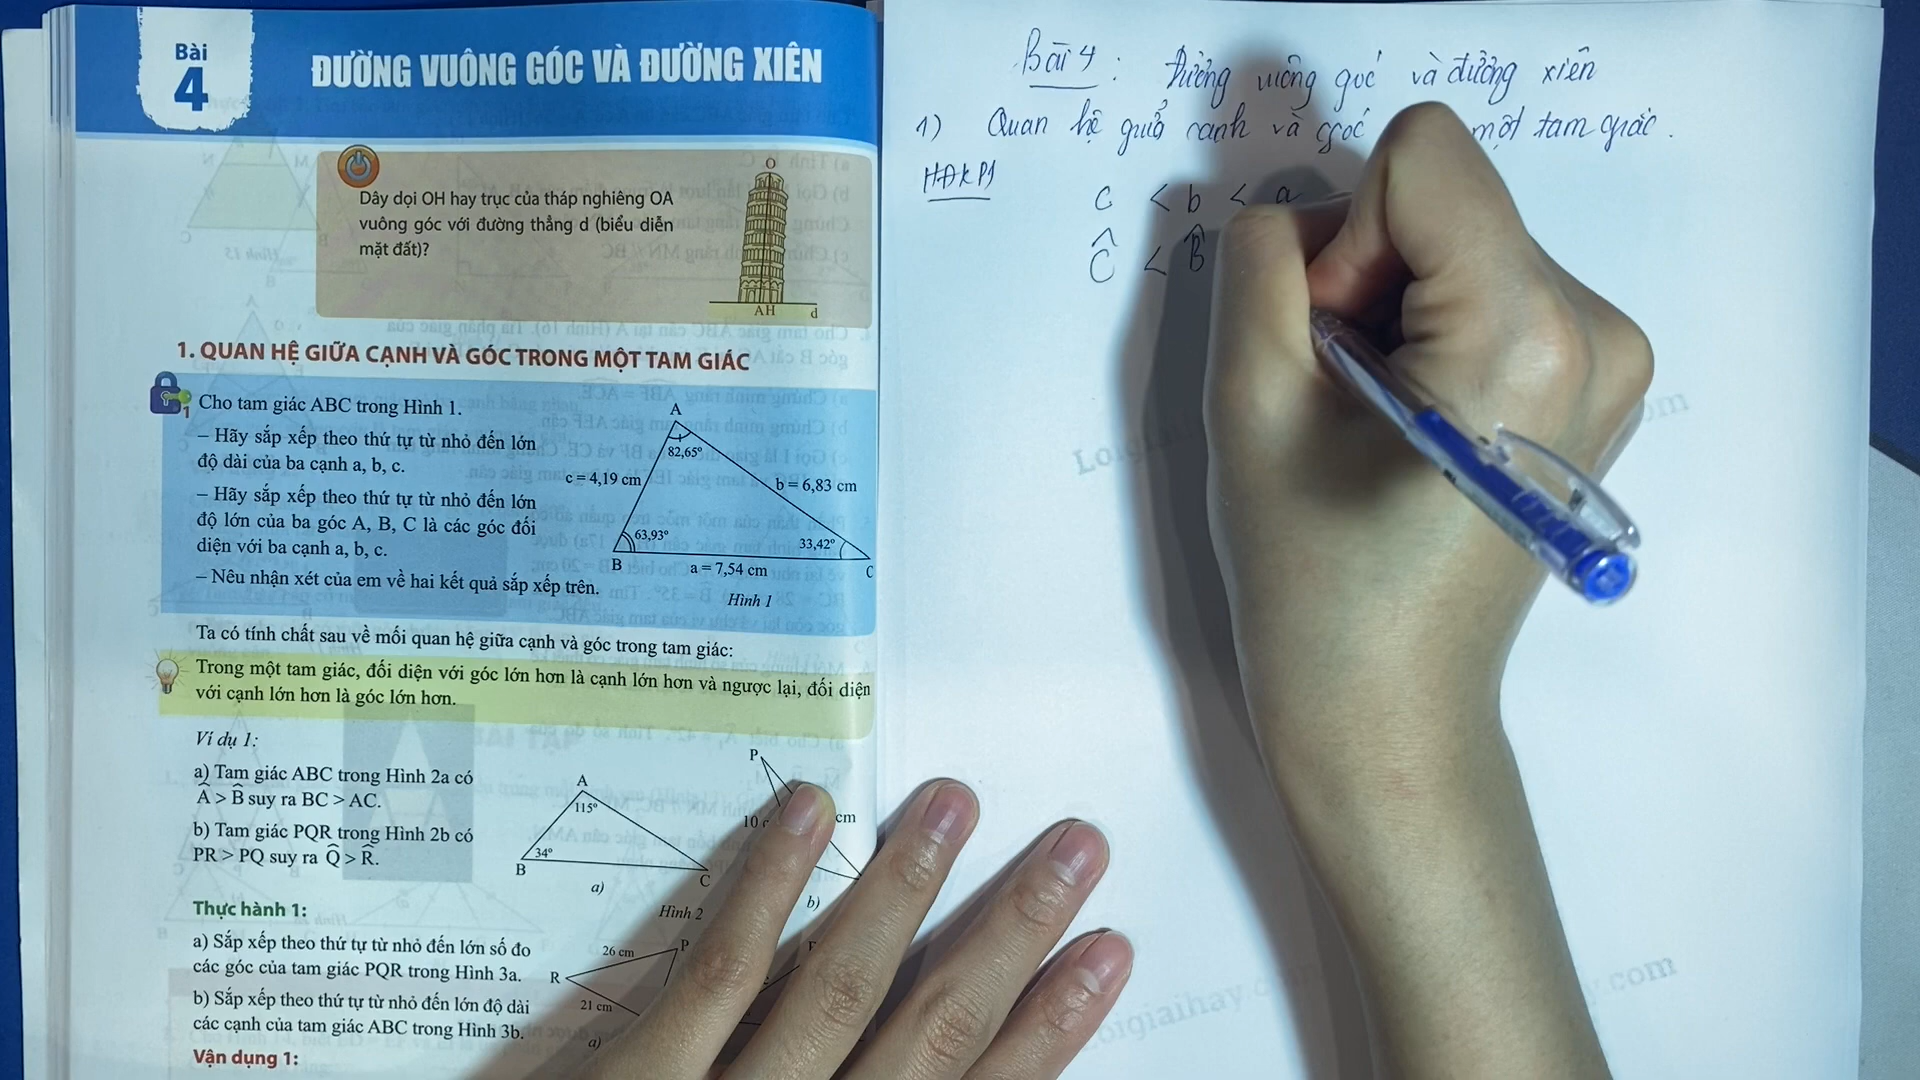 Bài
4
ĐƯỜNG VUÔNG GÓC VÀ ĐƯỜNG XIÊN
Dây dọi OH hay trục của tháp nghiêng OA
vuông góc với đường thẳng d (biểu diễn
mặt đất)?
O
AH
d
1. QUAN HỆ GIỮA CẠNH VÀ GÓC TRONG MỘT TAM GIÁC
1
Cho tam giác ABC trong Hình 1.
– Hãy sắp xếp theo thứ tự từ nhỏ đến lớn
độ dài của ba cạnh a, b, c.
– Hãy sắp xếp theo thứ tự từ nhỏ đến lớn
độ lớn của ba góc A, B, C là các góc đối
diện với ba cạnh a, b, c.
– Nêu nhận xét của em về hai kết quả sắp xếp trên.
A
82,65°
c = 4,19 cm
b = 6,83 cm
63,93°
33,42°
B
a = 7,54 cm
C
Hình 1
Ta có tính chất sau về mối quan hệ giữa cạnh và góc trong tam giác:
Trong một tam giác, đối diện với góc lớn hơn là cạnh lớn hơn và ngược lại, đối diện
với cạnh lớn hơn là góc lớn hơn.
Ví dụ 1:
a) Tam giác ABC trong Hình 2a có
Â > B̂ suy ra BC > AC.
b) Tam giác PQR trong Hình 2b có
PR > PQ suy ra Q̂ > R̂.
A
115°
34°
B
C
a)
P
10
cm
b)
Hình 2
Thực hành 1:
a) Sắp xếp theo thứ tự từ nhỏ đến lớn số đo
các góc của tam giác PQR trong Hình 3a.
b) Sắp xếp theo thứ tự từ nhỏ đến lớn độ dài
các cạnh của tam giác ABC trong Hình 3b.
26 cm
P
R
21 cm
a)
Vận dụng 1:
Bài 4 : Đường vuông góc và đường xiên
1) Quan hệ giữa cạnh và góc một tam giác.
HĐKP1
c < b < a
Ĉ < B̂
Loigiaihay.com